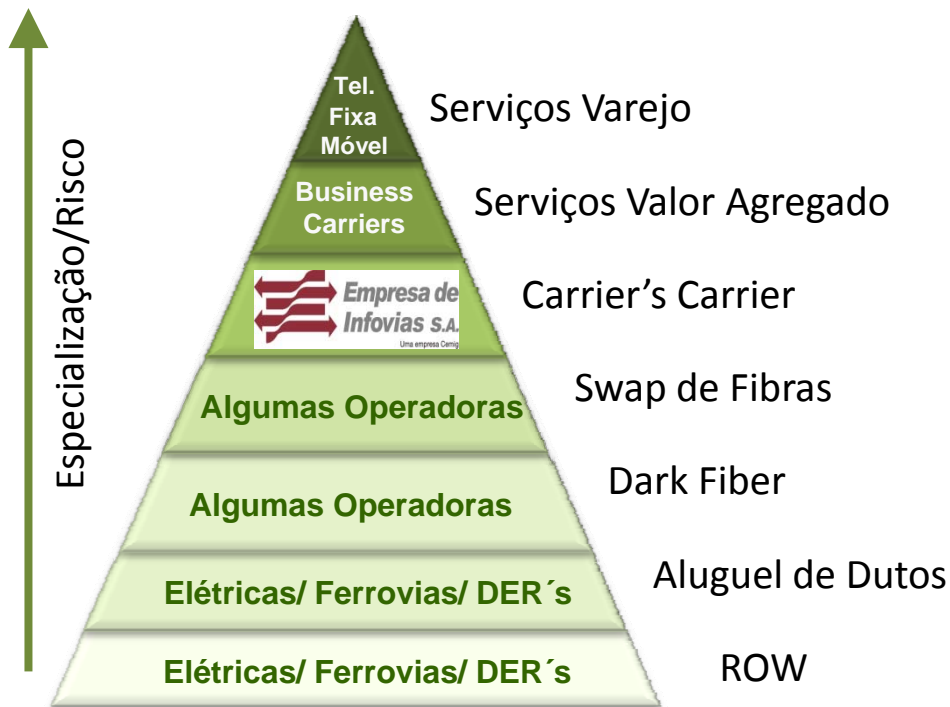 Especialização/Risco
Tel.
Fixa
Móvel
Serviços Varejo
Business
Carriers
Serviços Valor Agregado
Empresa de
Infovias S.A.
Uma empresa Cemig
Carrier’s Carrier
Algumas Operadoras
Swap de Fibras
Algumas Operadoras
Dark Fiber
Elétricas/ Ferrovias/ DER´s
Aluguel de Dutos
Elétricas/ Ferrovias/ DER´s
ROW